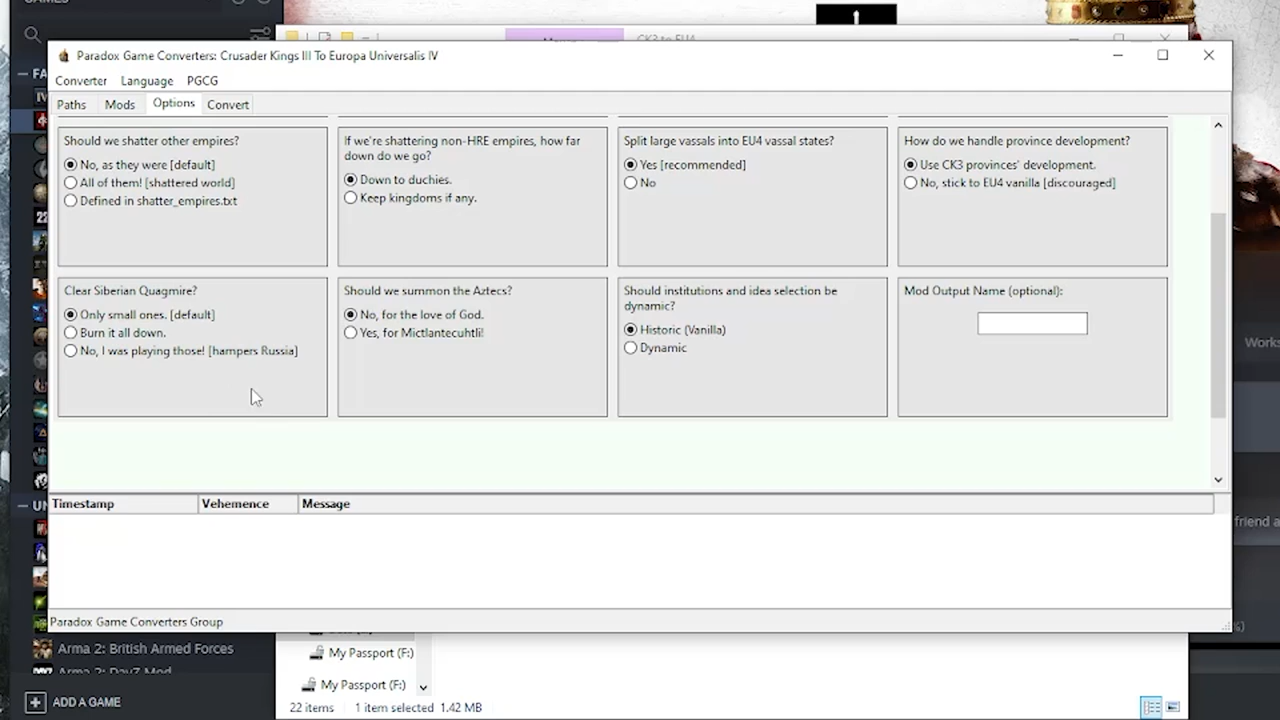 CK3 to EU4
Paradox Game Converters: Crusader Kings III To Europa Universalis IV
Converter Language PGCG
Paths Mods Options Convert
Should we shatter other empires?
No, as they were [default]
All of them! [shattered world]
Defined in shatter_empires.txt
If we're shattering non-HRE empires, how far
down do we go?
Down to duchies.
Keep kingdoms if any.
Split large vassals into EU4 vassal states?
Yes [recommended]
No
How do we handle province development?
Use CK3 provinces' development.
No, stick to EU4 vanilla [discouraged]
Clear Siberian Quagmire?
Only small ones. [default]
Burn it all down.
No, I was playing those! [hampers Russia]
Should we summon the Aztecs?
No, for the love of God.
Yes, for Mictlantecuhtli!
Should institutions and idea selection be
dynamic?
Historic (Vanilla)
Dynamic
Mod Output Name (optional):
Works
Timestamp Vehemence Message
friend a
Paradox Game Converters Group
%)
Arma 2: British Armed Forces
Arma 2: DayZ Mod
My Passport (F:)
My Passport (F:)
ADD A GAME
22 items 1 item selected 1.42 MB